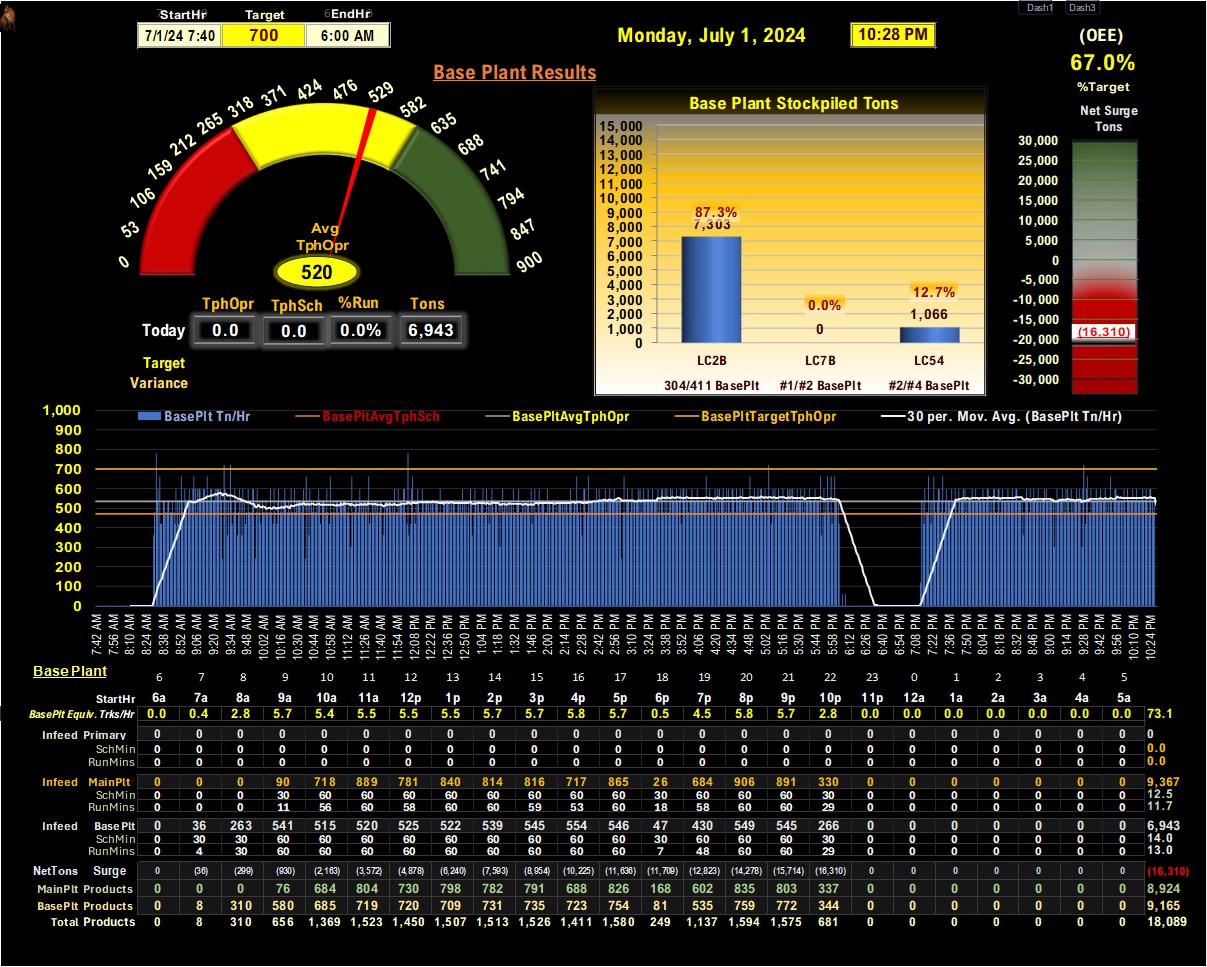 Dash1 Dash3
StartHr Target EndHr
7/1/24 7:40 700 6:00 AM
Monday, July 1, 2024 10:28 PM
(OEE)
67.0%
%Target
Net Surge
Tons
Base Plant Results
0 53 106 159 212 265 318 371 424 476 529 582 635 688 741 794 847 900
Avg
TphOpr
520
TphOpr TphSch %Run Tons
Today 0.0 0.0 0.0% 6,943
Target
Variance
Base Plant Stockpiled Tons
15,000
14,000
13,000
12,000
11,000
10,000
9,000
8,000
7,000
6,000
5,000
4,000
3,000
2,000
1,000
0
87.3%
7,303
0.0%
0
12.7%
1,066
LC2B LC7B LC54
304/411 BasePlt #1/#2 BasePlt #2/#4 BasePlt
30,000
25,000
20,000
15,000
10,000
5,000
0
-5,000
-10,000
-15,000
(16,310)
-20,000
-25,000
-30,000
BasePlt Tn/Hr BasePltAvgTphSch BasePltAvgTphOpr BasePltTargetTphOpr 30 per. Mov. Avg. (BasePlt Tn/Hr)
1,000
900
800
700
600
500
400
300
200
100
0
7:42 AM 7:56 AM 8:10 AM 8:24 AM 8:38 AM 8:52 AM 9:06 AM 9:20 AM 9:34 AM 9:48 AM 10:02 AM 10:16 AM 10:30 AM 10:44 AM 10:58 AM 11:12 AM 11:26 AM 11:40 AM 11:54 AM 12:08 PM 12:22 PM 12:36 PM 12:50 PM 1:04 PM 1:18 PM 1:32 PM 1:46 PM 2:00 PM 2:14 PM 2:28 PM 2:42 PM 2:56 PM 3:10 PM 3:24 PM 3:38 PM 3:52 PM 4:06 PM 4:20 PM 4:34 PM 4:48 PM 5:02 PM 5:16 PM 5:30 PM 5:44 PM 5:58 PM 6:12 PM 6:26 PM 6:40 PM 6:54 PM 7:08 PM 7:22 PM 7:36 PM 7:50 PM 8:04 PM 8:18 PM 8:32 PM 8:46 PM 9:00 PM 9:14 PM 9:28 PM 9:42 PM 9:56 PM 10:10 PM 10:24 PM
Base Plant
6 7 8 9 10 11 12 13 14 15 16 17 18 19 20 21 22 23 0 1 2 3 4 5
StartHr 6a 7a 8a 9a 10a 11a 12p 1p 2p 3p 4p 5p 6p 7p 8p 9p 10p 11p 12a 1a 2a 3a 4a 5a
BasePlt Equiv. Trks/Hr 0.0 0.4 2.8 5.7 5.4 5.5 5.5 5.5 5.7 5.7 5.8 5.7 0.5 4.5 5.8 5.7 2.8 0.0 0.0 0.0 0.0 0.0 0.0 0.0 73.1
Infeed Primary 0 0 0 0 0 0 0 0 0 0 0 0 0 0 0 0 0 0 0 0 0 0 0 0 0
SchMin 0 0 0 0 0 0 0 0 0 0 0 0 0 0 0 0 0 0 0 0 0 0 0 0 0.0
RunMins 0 0 0 0 0 0 0 0 0 0 0 0 0 0 0 0 0 0 0 0 0 0 0 0 0.0
Infeed MainPlt 0 0 0 90 718 889 781 840 814 816 717 865 26 684 906 891 330 0 0 0 0 0 0 0 9,367
SchMin 0 0 0 30 60 60 60 60 60 60 60 60 30 60 60 60 30 0 0 0 0 0 0 0 12.5
RunMins 0 0 0 11 56 60 58 60 60 59 53 60 18 58 60 60 29 0 0 0 0 0 0 0 11.7
Infeed Base Plt 0 36 263 541 515 520 525 522 539 545 554 546 47 430 549 545 266 0 0 0 0 0 0 0 6,943
SchMin 0 30 30 60 60 60 60 60 60 60 60 60 30 60 60 60 30 0 0 0 0 0 0 0 14.0
RunMins 0 4 30 60 60 60 60 60 60 60 60 60 7 48 60 60 29 0 0 0 0 0 0 0 13.0
NetTons Surge 0 (36) (299) (930) (2,163) (3,572) (4,878) (6,240) (7,593) (8,954) (10,225) (11,636) (11,709) (12,823) (14,278) (15,714) (16,310) 0 0 0 0 0 0 0 (16,310)
MainPlt Products 0 0 0 76 684 804 730 798 782 791 688 826 168 602 835 803 337 0 0 0 0 0 0 0 8,924
BasePlt Products 0 8 310 580 685 719 720 709 731 735 723 754 81 535 759 772 344 0 0 0 0 0 0 0 9,165
Total Products 0 8 310 656 1,369 1,523 1,450 1,507 1,513 1,526 1,411 1,580 249 1,137 1,594 1,575 681 0 0 0 0 0 0 0 18,089